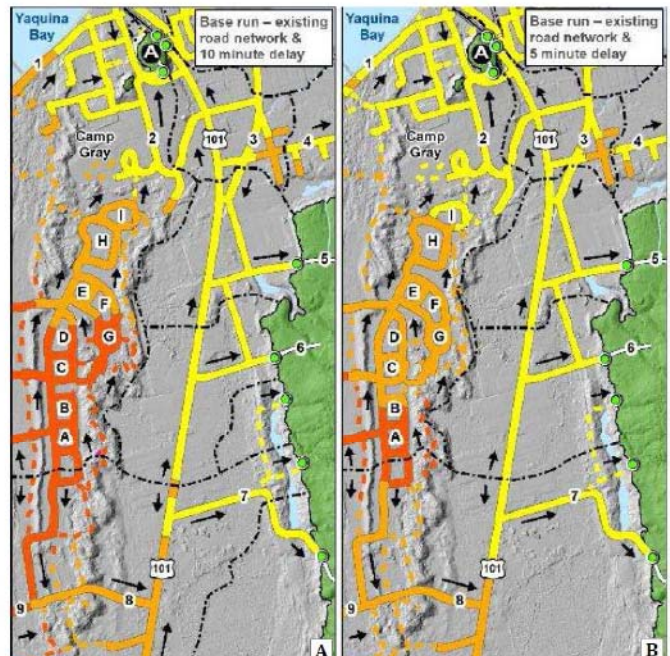 Yaquina
Bay
Base run – existing
road network &
10 minute delay
A
1
2
101
3
4
Camp
Gray
I
H
5
E
F
D
G
6
C
B
A
7
101
9
8
A
Yaquina
Bay
Base run – existing
road network &
5 minute delay
A
1
2
101
3
4
Camp
Gray
I
H
5
E
F
D
G
6
C
B
A
7
101
9
8
B